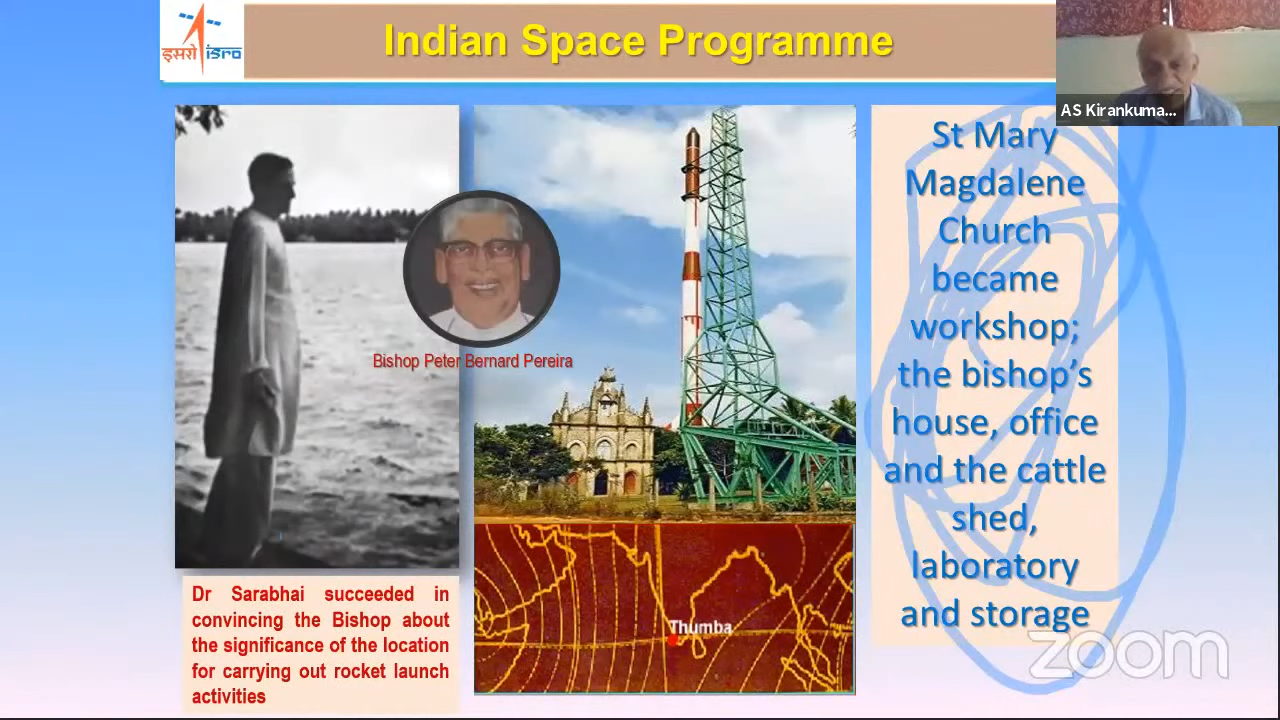 इसरो isro
Indian Space Programme
AS Kirankuma...
Bishop Peter Bernard Pereira
Dr Sarabhai succeeded in
convincing the Bishop about
the significance of the location
for carrying out rocket launch
activities
Thumba
St Mary
Magdalene
Church
became
workshop;
the bishop’s
house, office
and the cattle
shed,
laboratory
and storage
zoom